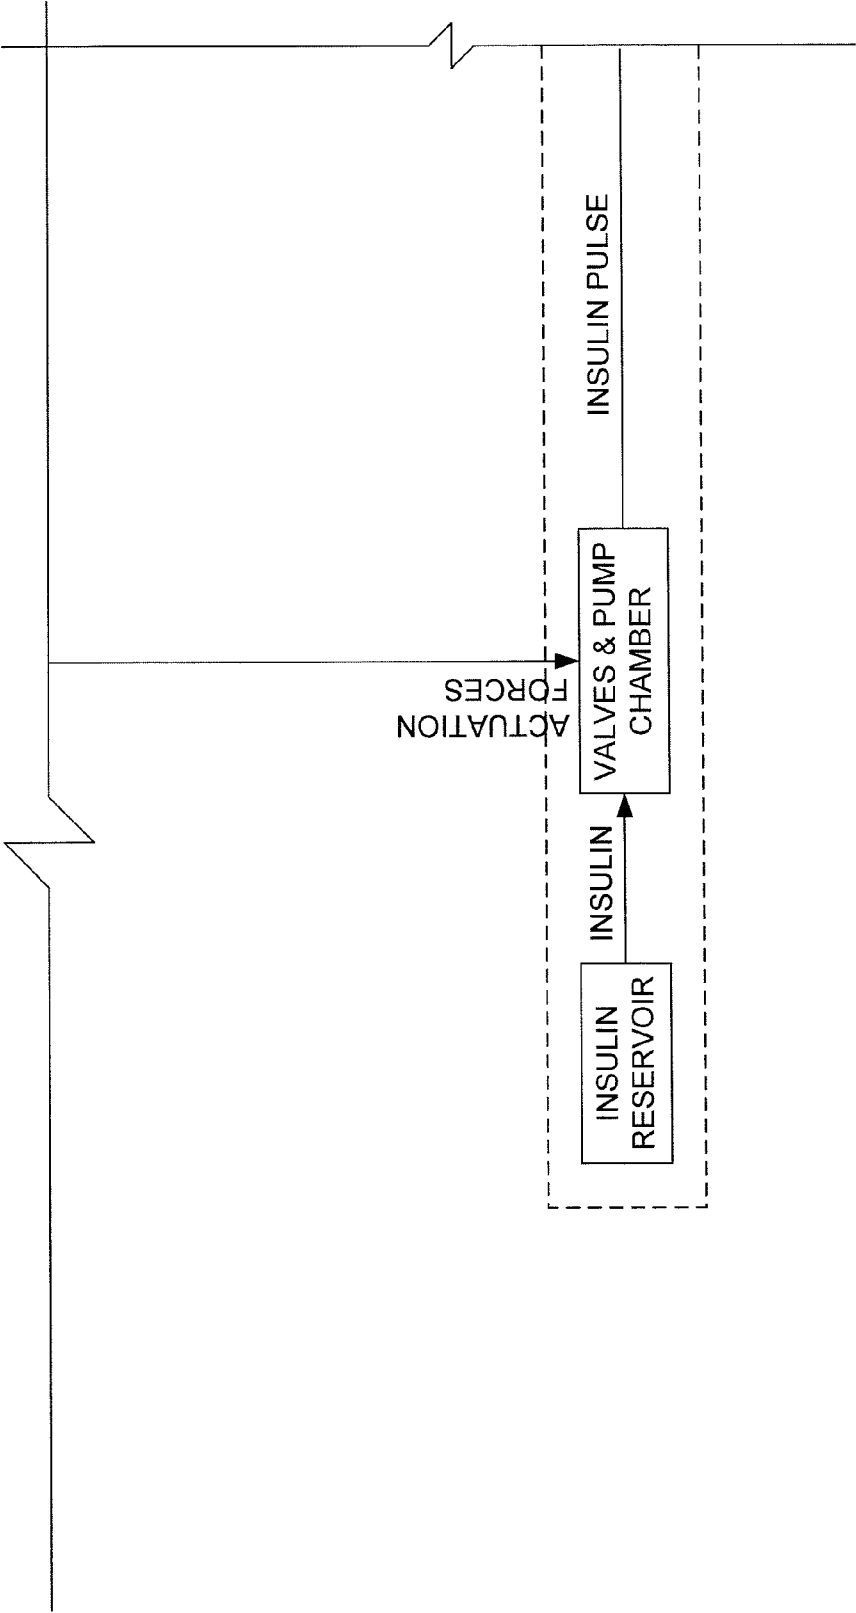 ACTUATION
FORCES
INSULIN
RESERVOIR
INSULIN
VALVES & PUMP
CHAMBER
INSULIN PULSE